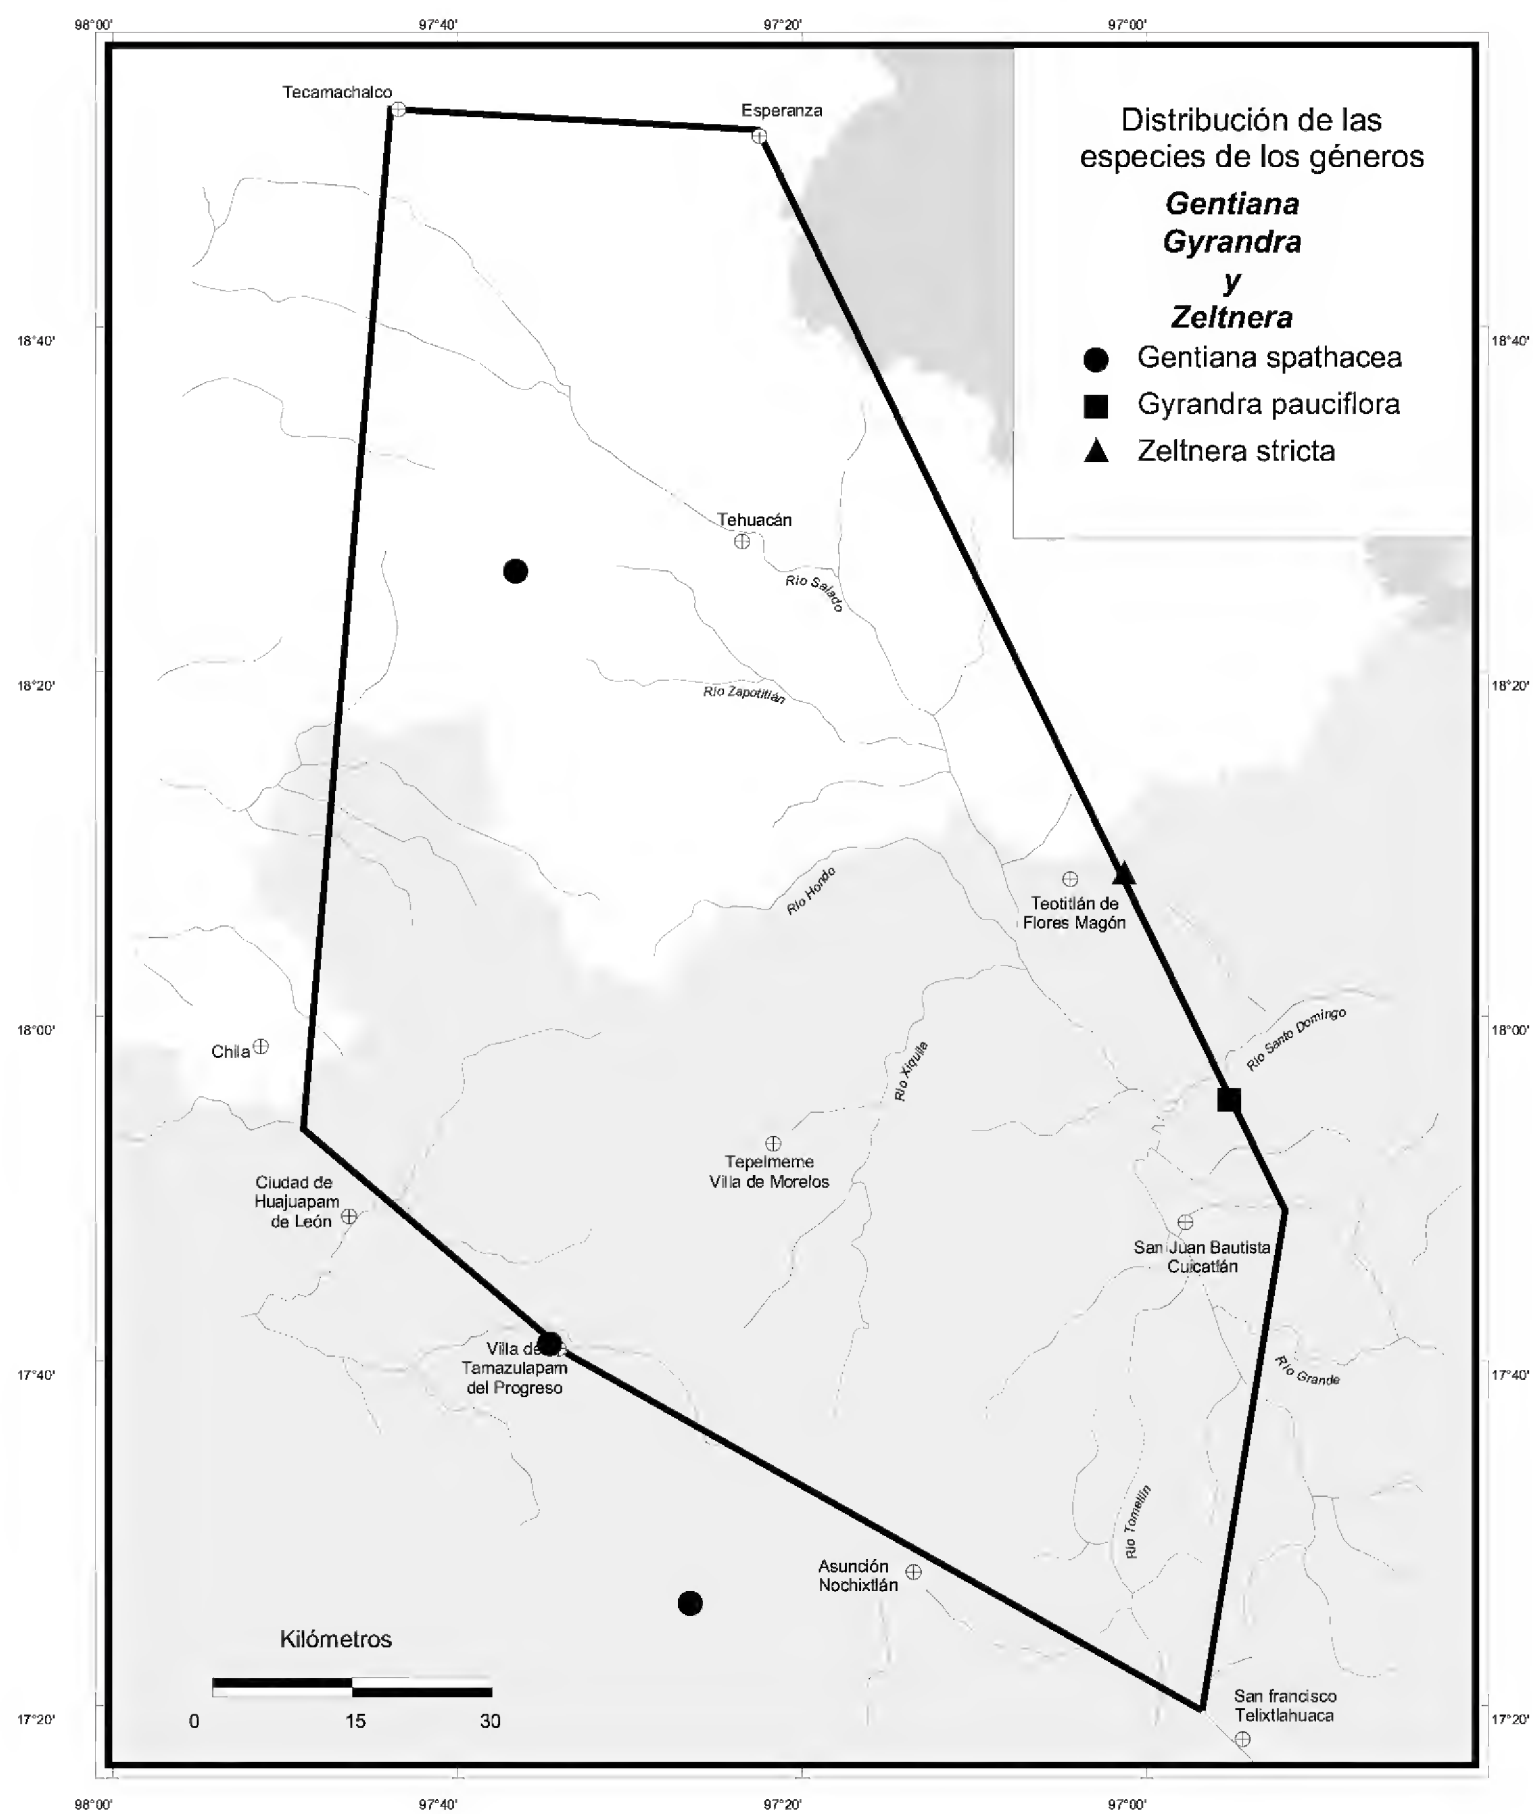 98°00'
97°40'
97°20'
97°00'
Tecamachalco
Esperanza
Distribución de las
especies de los géneros
Gentiana
Gyrandra
y
Zeltnera
Gentiana spathacea
Gyrandra pauciflora
Zeltnera stricta
18°40'
18°40'
Tehuacán
Río Salado
18°20'
18°20'
Río Zapotitlán
Río Hondo
Teotitlán de
Flores Magón
18°00'
18°00'
Río Santo Domingo
Chila
Río Xiquila
Tepelmeme
Villa de Morelos
Ciudad de
Huajuapam
de León
San Juan Bautista
Cuicatlán
Villa de
Tamazulapam
del Progreso
17°40'
17°40'
Río Grande
Río Tomellín
Asunción
Nochixtlán
Kilómetros
0 15 30
San francisco
Telixtlahuaca
17°20'
17°20'
98°00'
97°40'
97°20'
97°00'